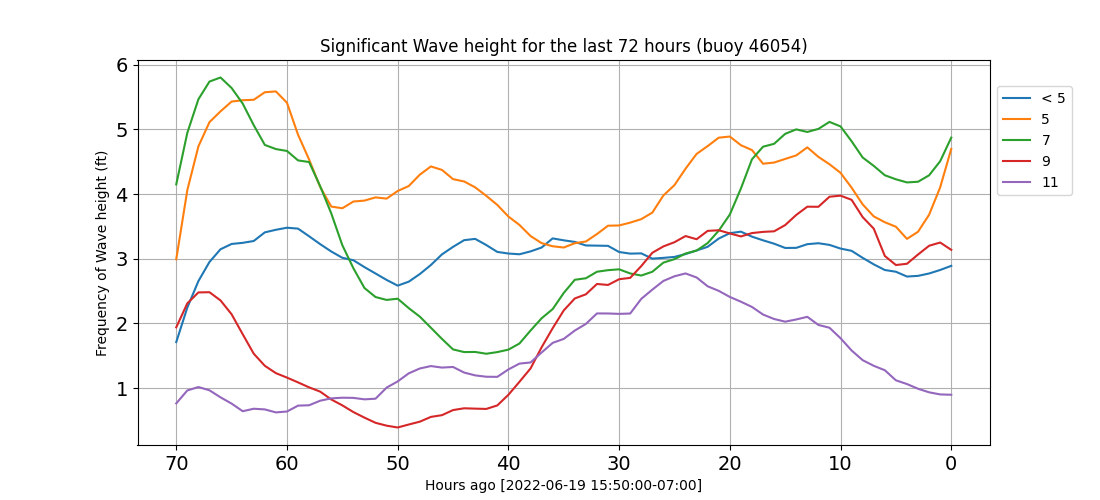 Significant Wave height for the last 72 hours (buoy 46054)
Frequency of Wave height (ft)
6
5
4
3
2
1
70 60 50 40 30 20 10 0
Hours ago [2022-06-19 15:50:00-07:00]
< 5
5
7
9
11